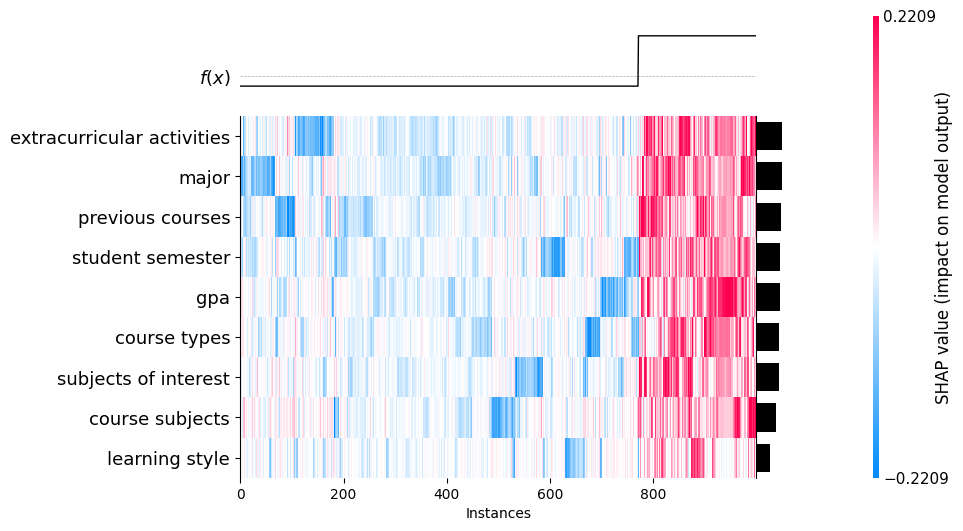 0.2209
f(x)
extracurricular activities
major
previous courses
student semester
gpa
course types
subjects of interest
course subjects
learning style
0 200 400 600 800
Instances
SHAP value (impact on model output)
−0.2209